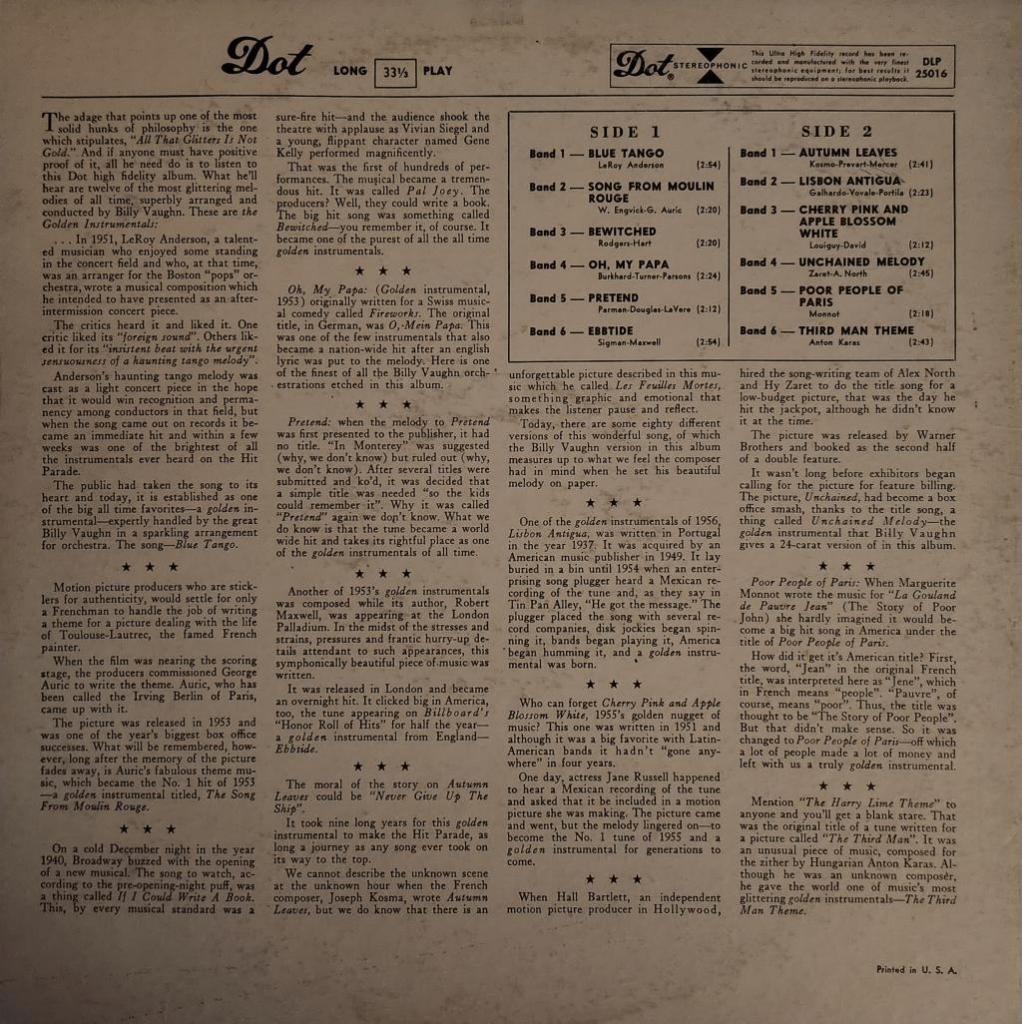 Dot LONG 33⅓ PLAY
Dot® STEREOPHONIC
This Ultra High Fidelity record has been re-
corded and manufactured with the very finest
stereophonic equipment; for best results it
should be reproduced on a stereophonic playback.
DLP
25016
The adage that points up one of the most
solid hunks of philosophy is the one
which stipulates, "All That Glitters Is Not
Gold." And if anyone must have positive
proof of it, all he need do is to listen to
this Dot high fidelity album. What he'll
hear are twelve of the most glittering mel-
odies of all time, superbly arranged and
conducted by Billy Vaughn. These are the
Golden Instrumentals:
. . . In 1951, LeRoy Anderson, a talent-
ed musician who enjoyed some standing
in the concert field and who, at that time,
was an arranger for the Boston "pops" or-
chestra, wrote a musical composition which
he intended to have presented as an after-
intermission concert piece.
The critics heard it and liked it. One
critic liked its "foreign sound". Others lik-
ed it for its "insistent beat with the urgent
sensuousness of a haunting tango melody".
Anderson's haunting tango melody was
cast as a light concert piece in the hope
that it would win recognition and perma-
nency among conductors in that field, but
when the song came out on records it be-
came an immediate hit and within a few
weeks was one of the brightest of all
the instrumentals ever heard on the Hit
Parade.
The public had taken the song to its
heart and today, it is established as one
of the big all time favorites—a golden in-
strumental—expertly handled by the great
Billy Vaughn in a sparkling arrangement
for orchestra. The song—Blue Tango.
★ ★ ★
Motion picture producers who are stick-
lers for authenticity, would settle for only
a Frenchman to handle the job of writing
a theme for a picture dealing with the life
of Toulouse-Lautrec, the famed French
painter.
When the film was nearing the scoring
stage, the producers commissioned George
Auric to write the theme. Auric, who has
been called the Irving Berlin of Paris,
came up with it.
The picture was released in 1953 and
was one of the year's biggest box office
successes. What will be remembered, how-
ever, long after the memory of the picture
fades away, is Auric's fabulous theme mu-
sic, which became the No. 1 hit of 1953
—a golden instrumental titled, The Song
From Moulin Rouge.
★ ★ ★
On a cold December night in the year
1940, Broadway buzzed with the opening
of a new musical. The song to watch, ac-
cording to the pre-opening-night puff, was
a thing called If I Could Write A Book.
This, by every musical standard was a
sure-fire hit—and the audience shook the
theatre with applause as Vivian Siegel and
a young, flippant character named Gene
Kelly performed magnificently.
That was the first of hundreds of per-
formances. The musical became a tremen-
dous hit. It was called Pal Joey. The
producers? Well, they could write a book.
The big hit song was something called
Bewitched—you remember it, of course. It
became one of the purest of all the all time
golden instrumentals.
★ ★ ★
Oh, My Papa: (Golden instrumental,
1953) originally written for a Swiss music-
al comedy called Fireworks. The original
title, in German, was O, Mein Papa. This
was one of the few instrumentals that also
became a nation-wide hit after an english
lyric was put to the melody. Here is one
of the finest of all the Billy Vaughn orch-
estrations etched in this album.
★ ★ ★
Pretend: when the melody to Pretend
was first presented to the publisher, it had
no title. "In Monterey" was suggested
(why, we don't know) but ruled out (why,
we don't know). After several titles were
submitted and ko'd, it was decided that
a simple title was needed "so the kids
could remember it". Why it was called
"Pretend" again we don't know. What we
do know is that the tune became a world
wide hit and takes its rightful place as one
of the golden instrumentals of all time.
★ ★ ★
Another of 1953's golden instrumentals
was composed while its author, Robert
Maxwell, was appearing at the London
Palladium. In the midst of the stresses and
strains, pressures and frantic hurry-up de-
tails attendant to such appearances, this
symphonically beautiful piece of music was
written.
It was released in London and became
an overnight hit. It clicked big in America,
too, the tune appearing on Billboard's
"Honor Roll of Hits" for half the year—
a golden instrumental from England—
Ebbtide.
★ ★ ★
The moral of the story on Autumn
Leaves could be "Never Give Up The
Ship".
It took nine long years for this golden
instrumental to make the Hit Parade, as
long a journey as any song ever took on
its way to the top.
We cannot describe the unknown scene
at the unknown hour when the French
composer, Joseph Kosma, wrote Autumn
Leaves, but we do know that there is an
SIDE 1
Band 1 — BLUE TANGO
LeRoy Anderson (2:54)
Band 2 — SONG FROM MOULIN
ROUGE
W. Engvick-G. Auric (2:20)
Band 3 — BEWITCHED
Rodgers-Hart (2:20)
Band 4 — OH, MY PAPA
Burkhard-Turner-Parsons (2:24)
Band 5 — PRETEND
Parman-Douglas-LaVere (2:12)
Band 6 — EBBTIDE
Sigman-Maxwell (2:54)
SIDE 2
Band 1 — AUTUMN LEAVES
Kosma-Prevart-Mercer (2:41)
Band 2 — LISBON ANTIGUA
Galhardo-Vovale-Portila (2:23)
Band 3 — CHERRY PINK AND
APPLE BLOSSOM
WHITE
Louiguy-David (2:12)
Band 4 — UNCHAINED MELODY
Zaret-A. North (2:45)
Band 5 — POOR PEOPLE OF
PARIS
Monnot (2:18)
Band 6 — THIRD MAN THEME
Anton Karas (2:43)
unforgettable picture described in this mu-
sic which he called Les Feuilles Mortes,
something graphic and emotional that
makes the listener pause and reflect.
Today, there are some eighty different
versions of this wonderful song, of which
the Billy Vaughn version in this album
measures up to what we feel the composer
had in mind when he set his beautiful
melody on paper.
★ ★ ★
One of the golden instrumentals of 1956,
Lisbon Antigua, was written in Portugal
in the year 1937. It was acquired by an
American music publisher in 1949. It lay
buried in a bin until 1954 when an enter-
prising song plugger heard a Mexican re-
cording of the tune and, as they say in
Tin Pan Alley, "He got the message." The
plugger placed the song with several re-
cord companies, disk jockies began spin-
ning it, bands began playing it, America
began humming it, and a golden instru-
mental was born.
★ ★ ★
Who can forget Cherry Pink and Apple
Blossom White, 1955's golden nugget of
music? This one was written in 1951 and
although it was a big favorite with Latin-
American bands it hadn't "gone any-
where" in four years.
One day, actress Jane Russell happened
to hear a Mexican recording of the tune
and asked that it be included in a motion
picture she was making. The picture came
and went, but the melody lingered on—to
become the No. 1 tune of 1955 and a
golden instrumental for generations to
come.
★ ★ ★
When Hall Bartlett, an independent
motion picture producer in Hollywood,
hired the song-writing team of Alex North
and Hy Zaret to do the title song for a
low-budget picture, that was the day he
hit the jackpot, although he didn't know
it at the time.
The picture was released by Warner
Brothers and booked as the second half
of a double feature.
It wasn't long before exhibitors began
calling for the picture for feature billing.
The picture, Unchained, had become a box
office smash, thanks to the title song, a
thing called Unchained Melody—the
golden instrumental that Billy Vaughn
gives a 24-carat version of in this album.
★ ★ ★
Poor People of Paris: When Marguerite
Monnot wrote the music for "La Gouland
de Pauvre Jean" (The Story of Poor
John) she hardly imagined it would be-
come a big hit song in America under the
title of Poor People of Paris.
How did it get it's American title? First,
the word, "Jean" in the original French
title, was interpreted here as "Jene", which
in French means "people". "Pauvre", of
course, means "poor". Thus, the title was
thought to be "The Story of Poor People".
But that didn't make sense. So it was
changed to Poor People of Paris—off which
a lot of people made a lot of money and
left with us a truly golden instrumental.
★ ★ ★
Mention "The Harry Lime Theme" to
anyone and you'll get a blank stare. That
was the original title of a tune written for
a picture called "The Third Man". It was
an unusual piece of music, composed for
the zither by Hungarian Anton Karas. Al-
though he was an unknown composer,
he gave the world one of music's most
glittering golden instrumentals—The Third
Man Theme.
Printed in U. S. A.